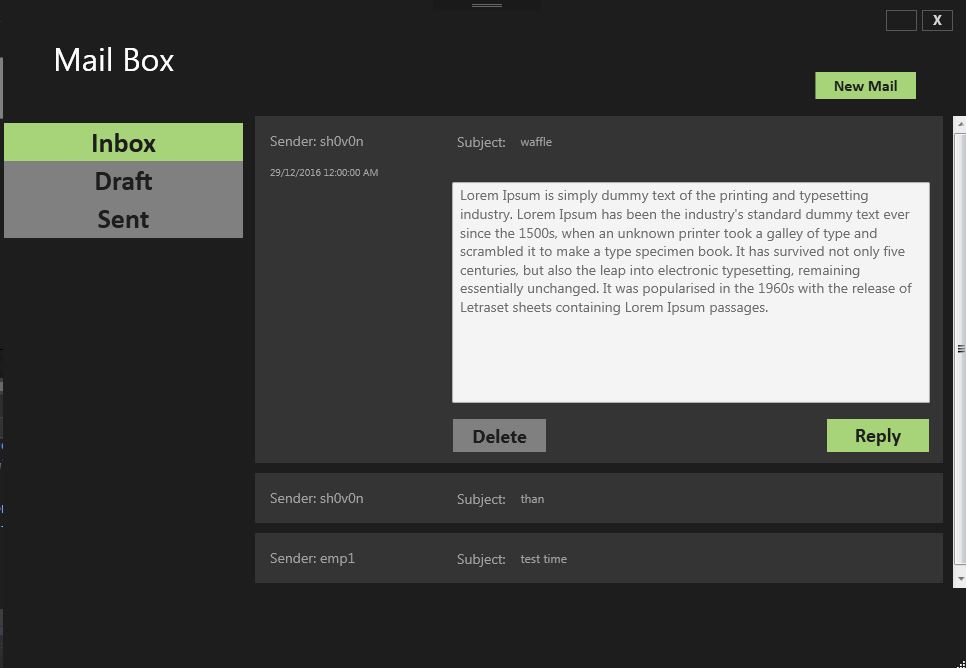 X
Mail Box
New Mail
Inbox
Draft
Sent
Sender: sh0v0n
Subject: waffle
29/12/2016 12:00:00 AM
Lorem Ipsum is simply dummy text of the printing and typesetting
industry. Lorem Ipsum has been the industry's standard dummy text ever
since the 1500s, when an unknown printer took a galley of type and
scrambled it to make a type specimen book. It has survived not only five
centuries, but also the leap into electronic typesetting, remaining
essentially unchanged. It was popularised in the 1960s with the release of
Letraset sheets containing Lorem Ipsum passages.
Delete
Reply
Sender: sh0v0n
Subject: than
Sender: emp1
Subject: test time